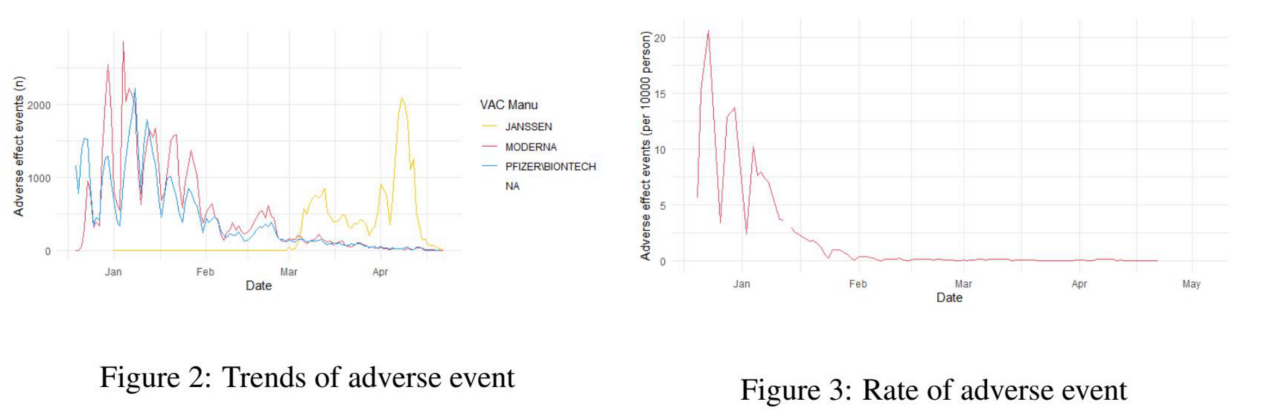 Adverse effect events (n)
2000
1000
0
Jan Feb Mar Apr
Date
VAC Manu
JANSSEN
MODERNA
PFIZER\BIONTECH
NA
Figure 2: Trends of adverse event
Adverse effect events (per 10000 person)
20
15
10
5
0
Jan Feb Mar Apr May
Date
Figure 3: Rate of adverse event